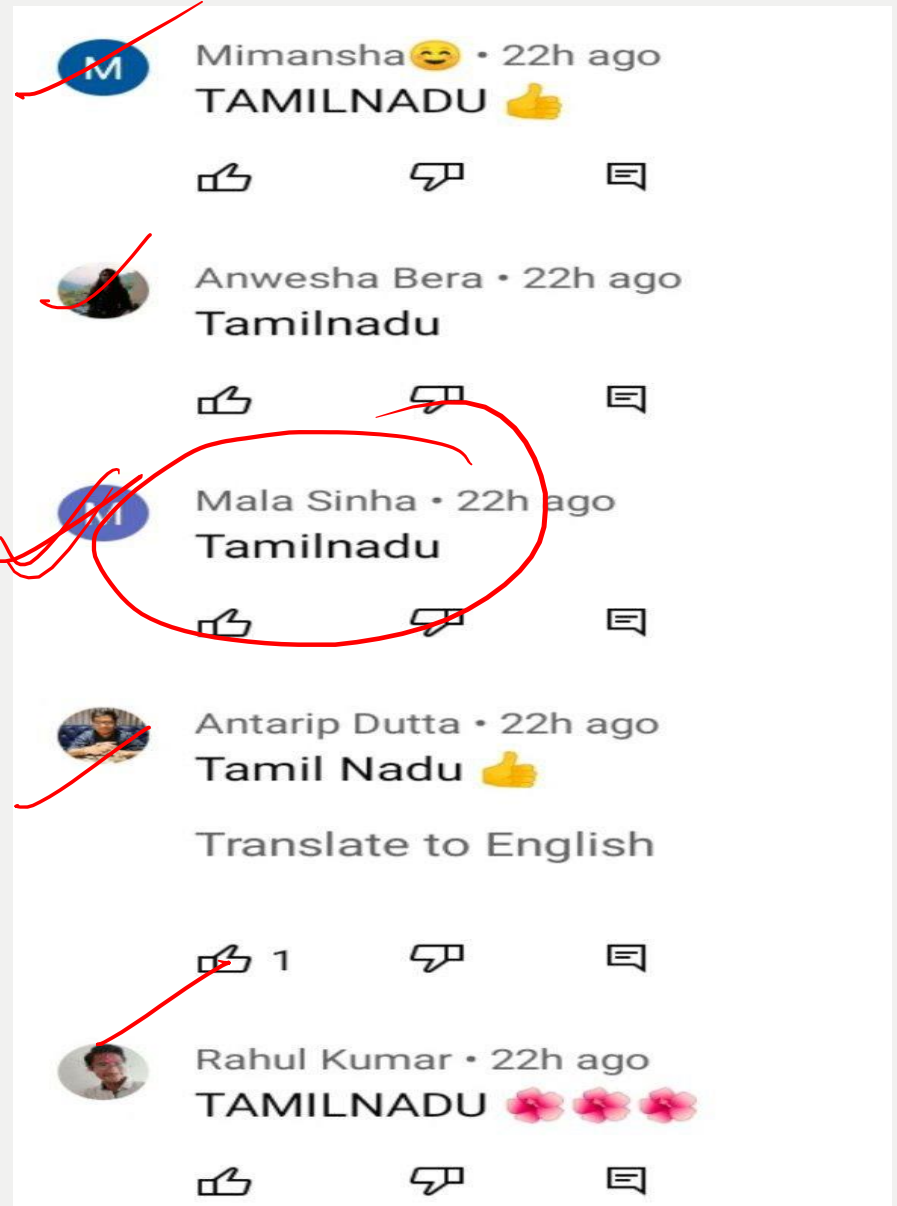 M
Mimansha😊 • 22h ago
TAMILNADU 👍
Anwesha Bera • 22h ago
Tamilnadu
M
Mala Sinha • 22h ago
Tamilnadu
Antarip Dutta • 22h ago
Tamil Nadu 👍
Translate to English
1
Rahul Kumar • 22h ago
TAMILNADU 🌺🌺🌺